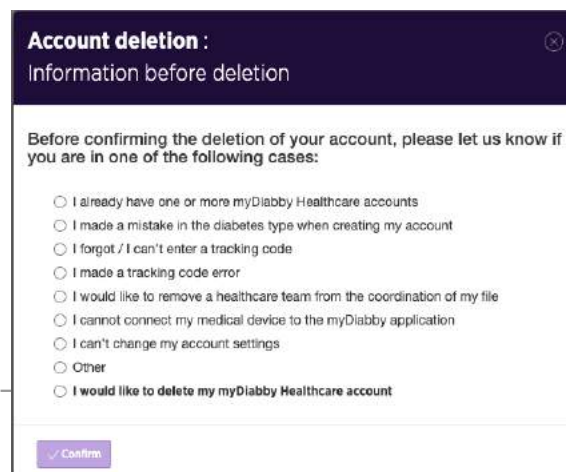 Account deletion :
Information before deletion
Before confirming the deletion of your account, please let us know if
you are in one of the following cases:
I already have one or more myDiabby Healthcare accounts
I made a mistake in the diabetes type when creating my account
I forgot / I can't enter a tracking code
I made a tracking code error
I would like to remove a healthcare team from the coordination of my file
I cannot connect my medical device to the myDiabby application
I can't change my account settings
Other
I would like to delete my myDiabby Healthcare account
Confirm